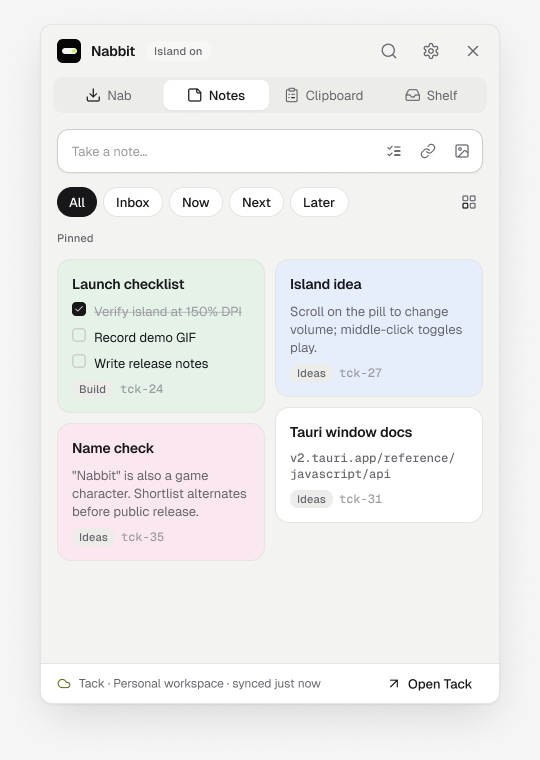 Nabbit
Island on
Nab
Notes
Clipboard
Shelf
Take a note...
All
Inbox
Now
Next
Later
Pinned
Launch checklist
Verify island at 150% DPI
Record demo GIF
Write release notes
Build
tck-24
Name check
"Nabbit" is also a game
character. Shortlist alternates
before public release.
Ideas
tck-35
Island idea
Scroll on the pill to change
volume; middle-click toggles
play.
Ideas
tck-27
Tauri window docs
v2.tauri.app/reference/
javascript/api
Ideas
tck-31
Tack · Personal workspace · synced just now
Open Tack